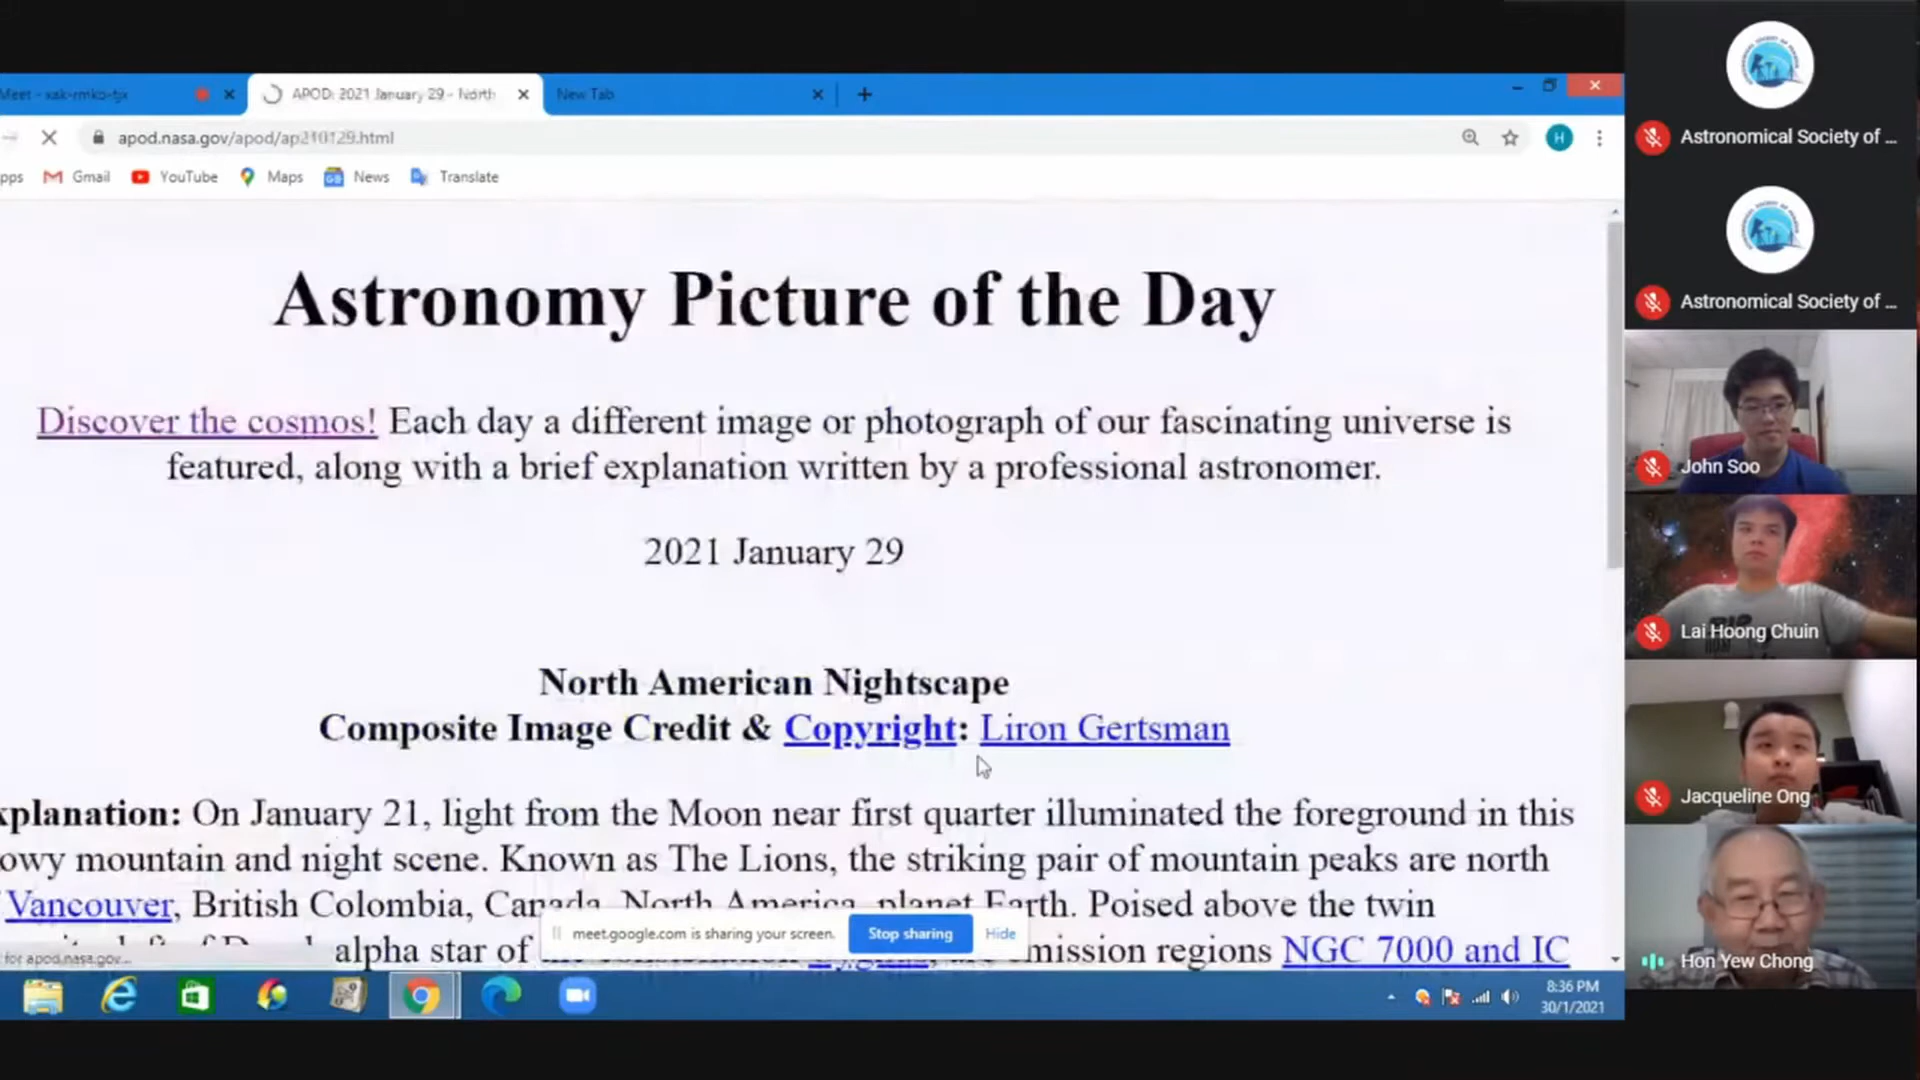 Meet - xak-rmko-tjx
APOD: 2021 January 29 - North
New Tab
apod.nasa.gov/apod/ap210129.html
H
pps
Gmail
YouTube
Maps
News
Translate
Astronomy Picture of the Day
Discover the cosmos! Each day a different image or photograph of our fascinating universe is
featured, along with a brief explanation written by a professional astronomer.
2021 January 29
North American Nightscape
Composite Image Credit & Copyright: Liron Gertsman
xplanation: On January 21, light from the Moon near first quarter illuminated the foreground in this
owy mountain and night scene. Known as The Lions, the striking pair of mountain peaks are north
Vancouver, British Colombia, Canada, North America, planet Earth. Poised above the twin
alpha star of the constellation Cygnus, are emission regions NGC 7000 and IC
for apod.nasa.gov...
meet.google.com is sharing your screen.
Stop sharing
Hide
8:36 PM
30/1/2021
Astronomical Society of ...
Astronomical Society of ...
John Soo
Lai Hoong Chuin
Jacqueline Ong
Hon Yew Chong